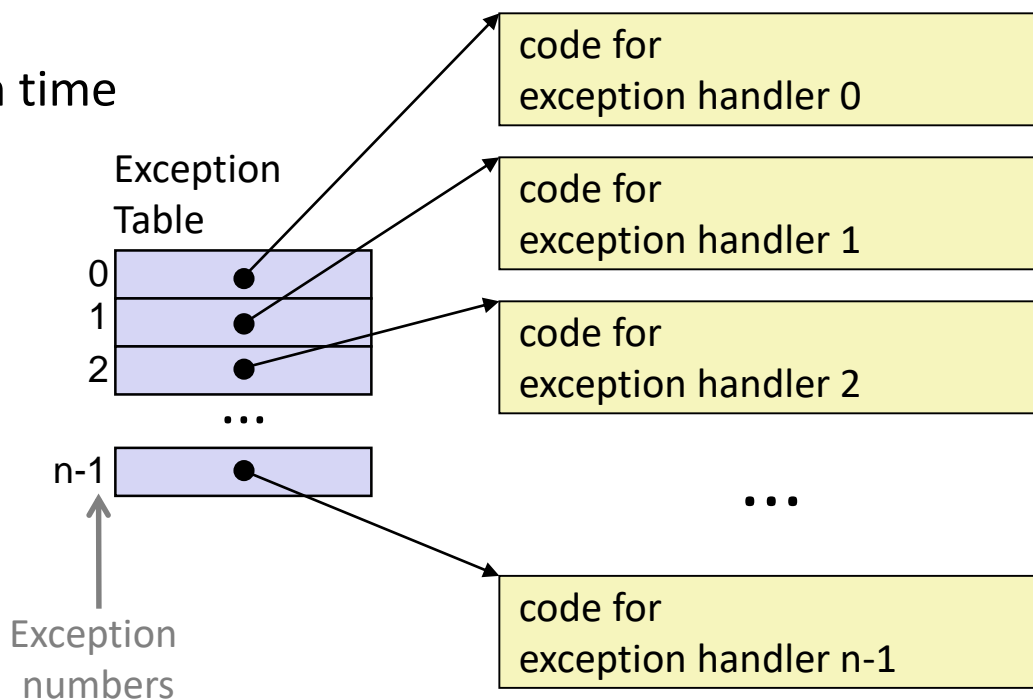 time
Exception
Table
0
1
2
...
n-1
Exception
numbers
code for
exception handler 0
code for
exception handler 1
code for
exception handler 2
...
code for
exception handler n-1